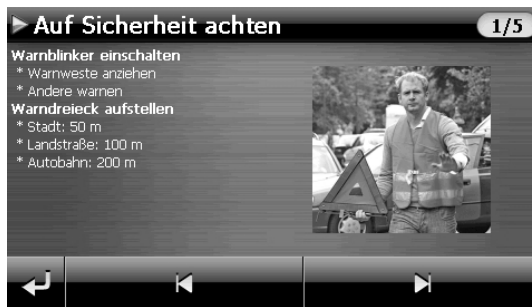 Auf Sicherheit achten
1/5
Warnblinker einschalten
* Warnweste anziehen
* Andere warnen
Warndreieck aufstellen
* Stadt: 50 m
* Landstraße: 100 m
* Autobahn: 200 m